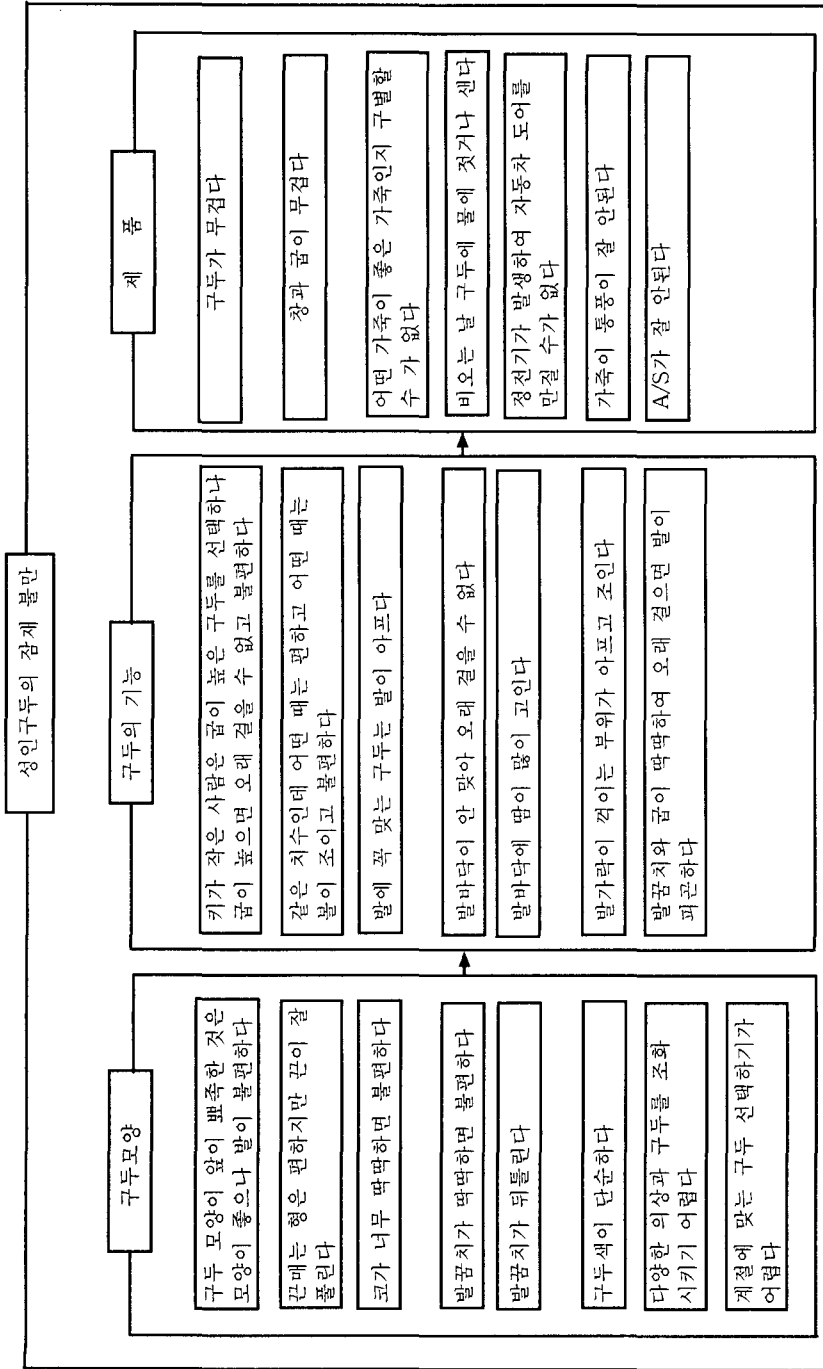 성인구두의 잠재 불만
구두모양
구두 모양이 앞이 뾰족한 것은
모양이 좋으나 발이 불편하다
끈매는 형은 편하지만 끈이 잘
풀린다
코가 너무 딱딱하면 불편하다
발꿈치가 딱딱하면 불편하다
발꿈치가 뒤틀린다
구두색이 단순하다
다양한 의상과 구두를 조화
시키기 어렵다
계절에 맞는 구두 선택하기가
어렵다
구두의 기능
키가 작은 사람은 굽이 높은 구두를 선택하나
굽이 높으면 오래 걸을 수 없고 불편하다
같은 치수인데 어떤 때는 편하고 어떤 때는
볼이 조이고 불편하다
발에 꼭 맞는 구두는 발이 아프다
발바닥이 안 맞아 오래 걸을 수 없다
발바닥에 땀이 많이 고인다
발가락이 꺽이는 부위가 아프고 조인다
발꿈치와 굽이 딱딱하여 오래 걸으면 발이
피곤하다
제 품
구두가 무겁다
창과 굽이 무겁다
어떤 가죽이 좋은 가죽인지 구별할
수 가 없다
비오는 날 구두에 물에 젖거나 샌다
정전기가 발생하여 자동차 도어를
만질 수가 없다
가죽이 통풍이 잘 안된다
A/S가 잘 안된다